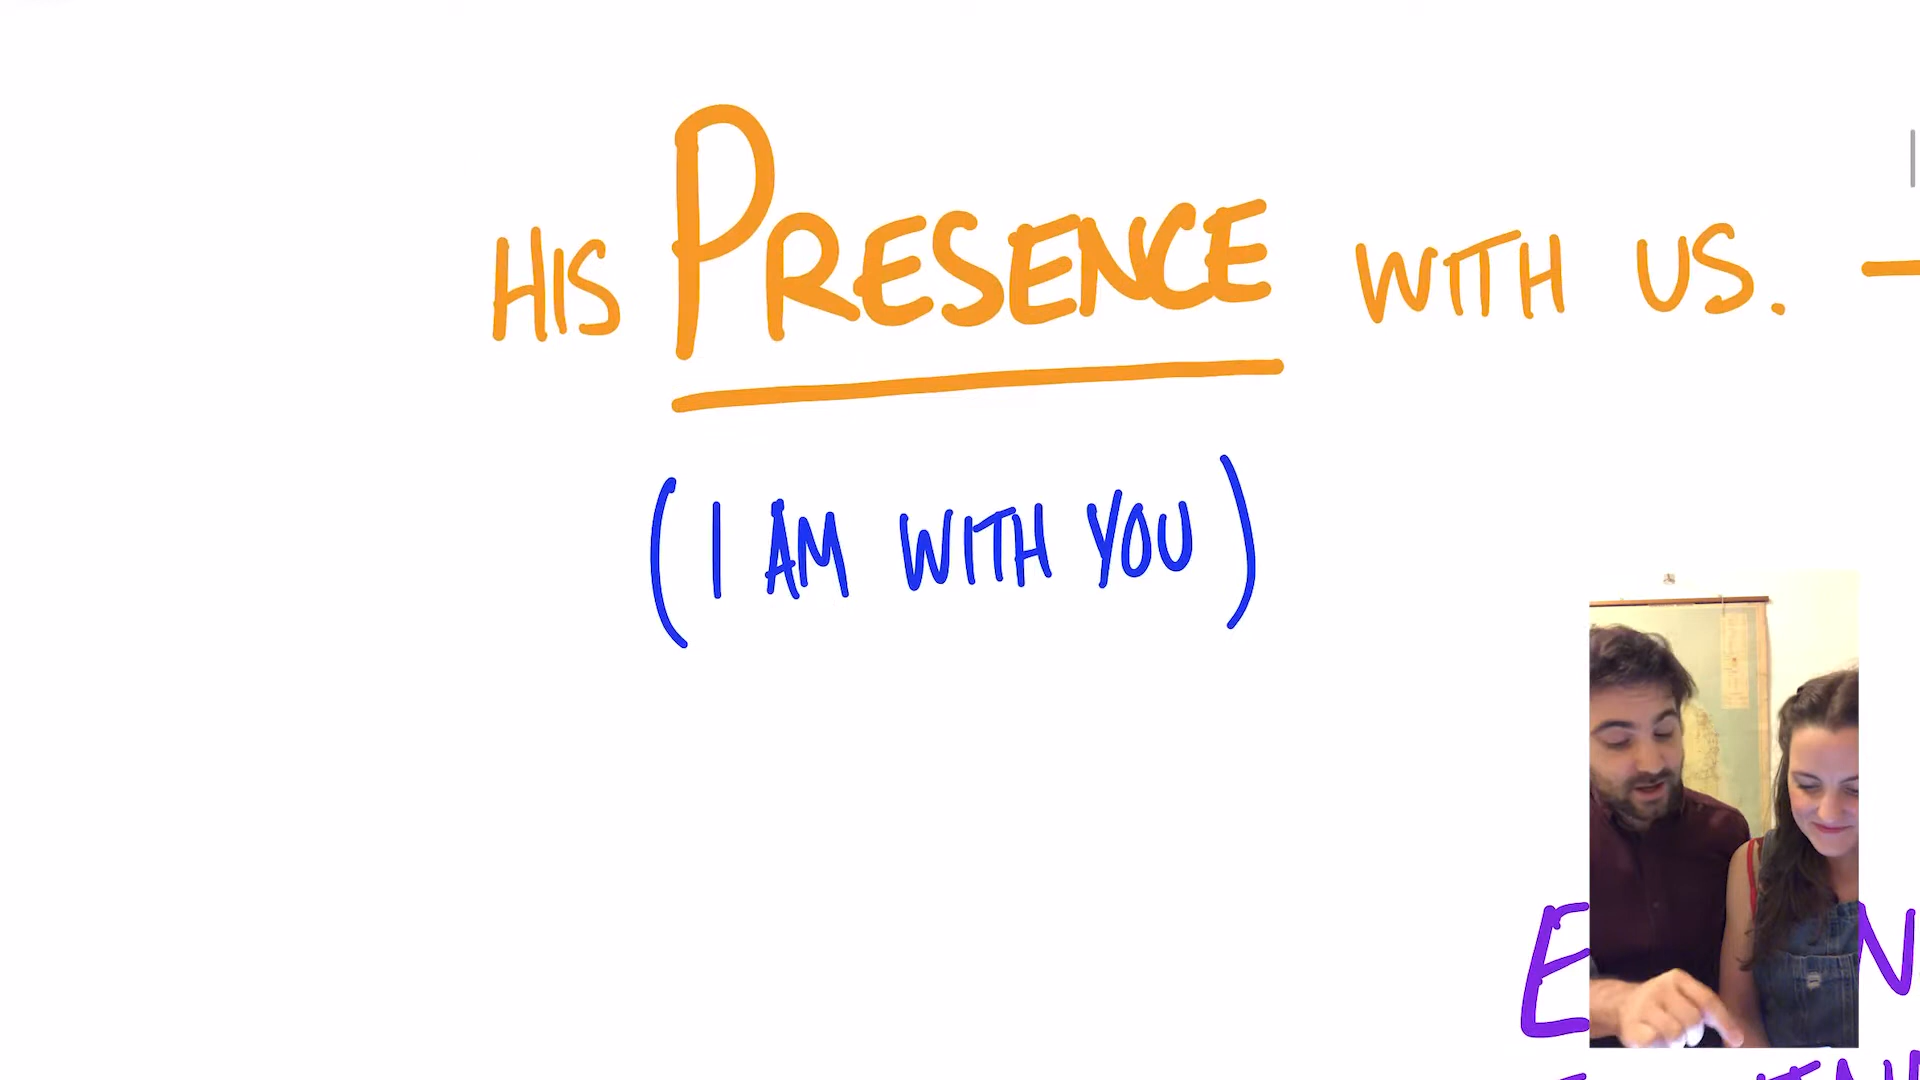 HIS PRESENCE WITH US. —
(I AM WITH YOU)